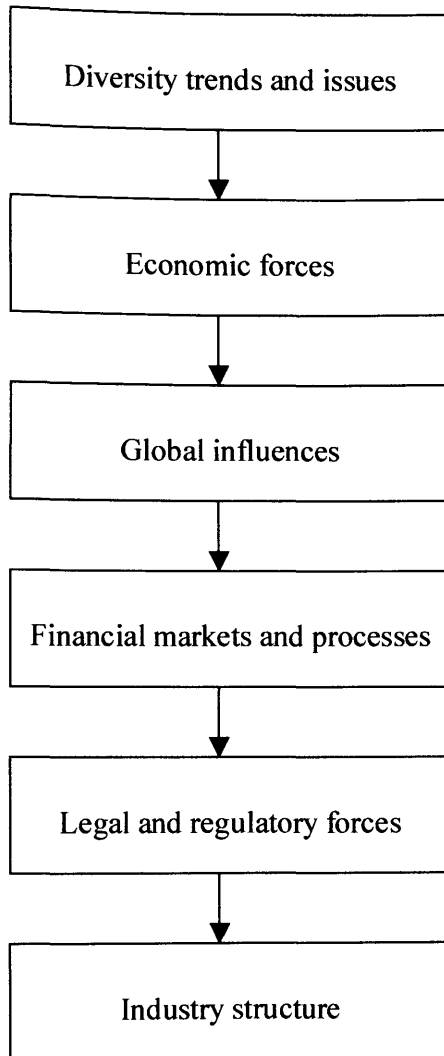 Diversity trends and issues
Economic forces
Global influences
Financial markets and processes
Legal and regulatory forces
Industry structure